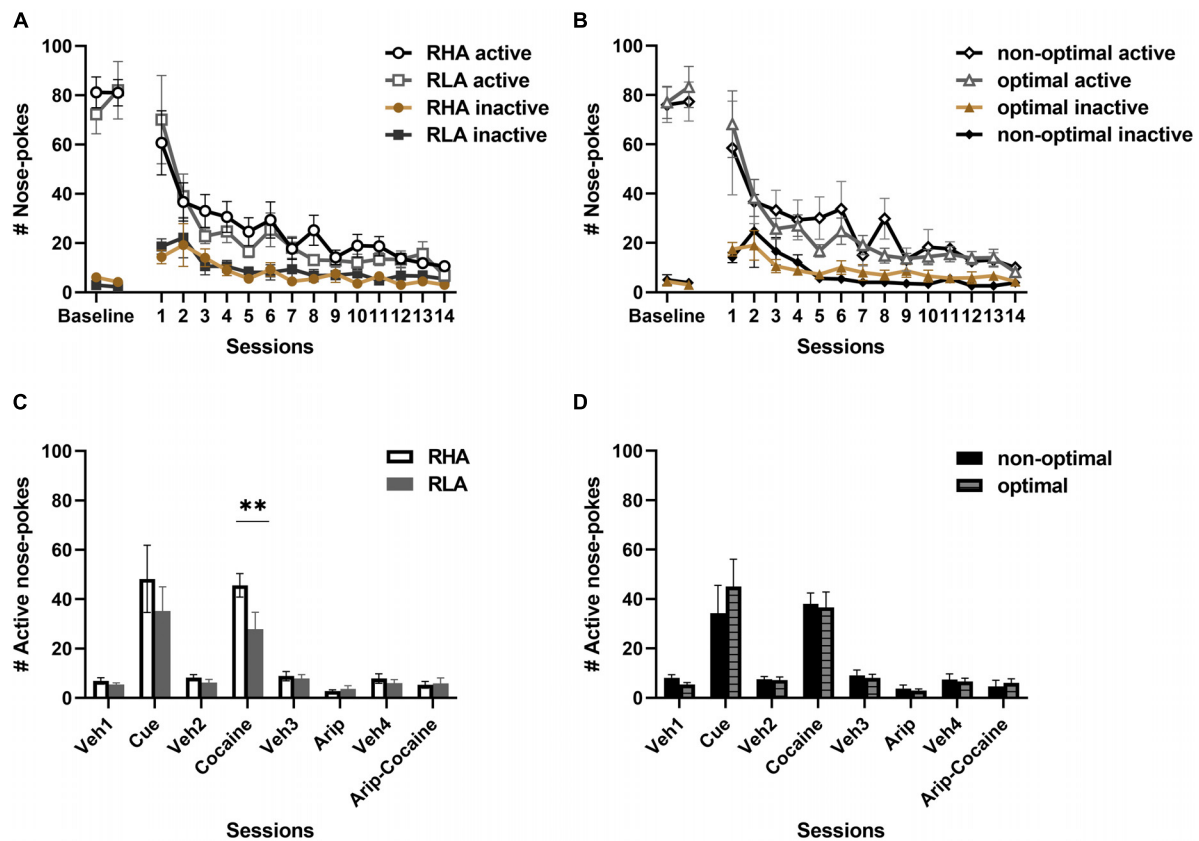 A
100
80
60
40
20
0
# Nose-pokes
RHA active
RLA active
RHA inactive
RLA inactive
Baseline 1 2 3 4 5 6 7 8 9 10 11 12 13 14
Sessions
B
100
80
60
40
20
0
# Nose-pokes
non-optimal active
optimal active
optimal inactive
non-optimal inactive
Baseline 1 2 3 4 5 6 7 8 9 10 11 12 13 14
Sessions
C
100
80
60
40
20
0
# Active nose-pokes
RHA
RLA
**
Veh1
Cue
Veh2
Cocaine
Veh3
Arip
Veh4
Arip-Cocaine
Sessions
D
100
80
60
40
20
0
# Active nose-pokes
non-optimal
optimal
Veh1
Cue
Veh2
Cocaine
Veh3
Arip
Veh4
Arip-Cocaine
Sessions